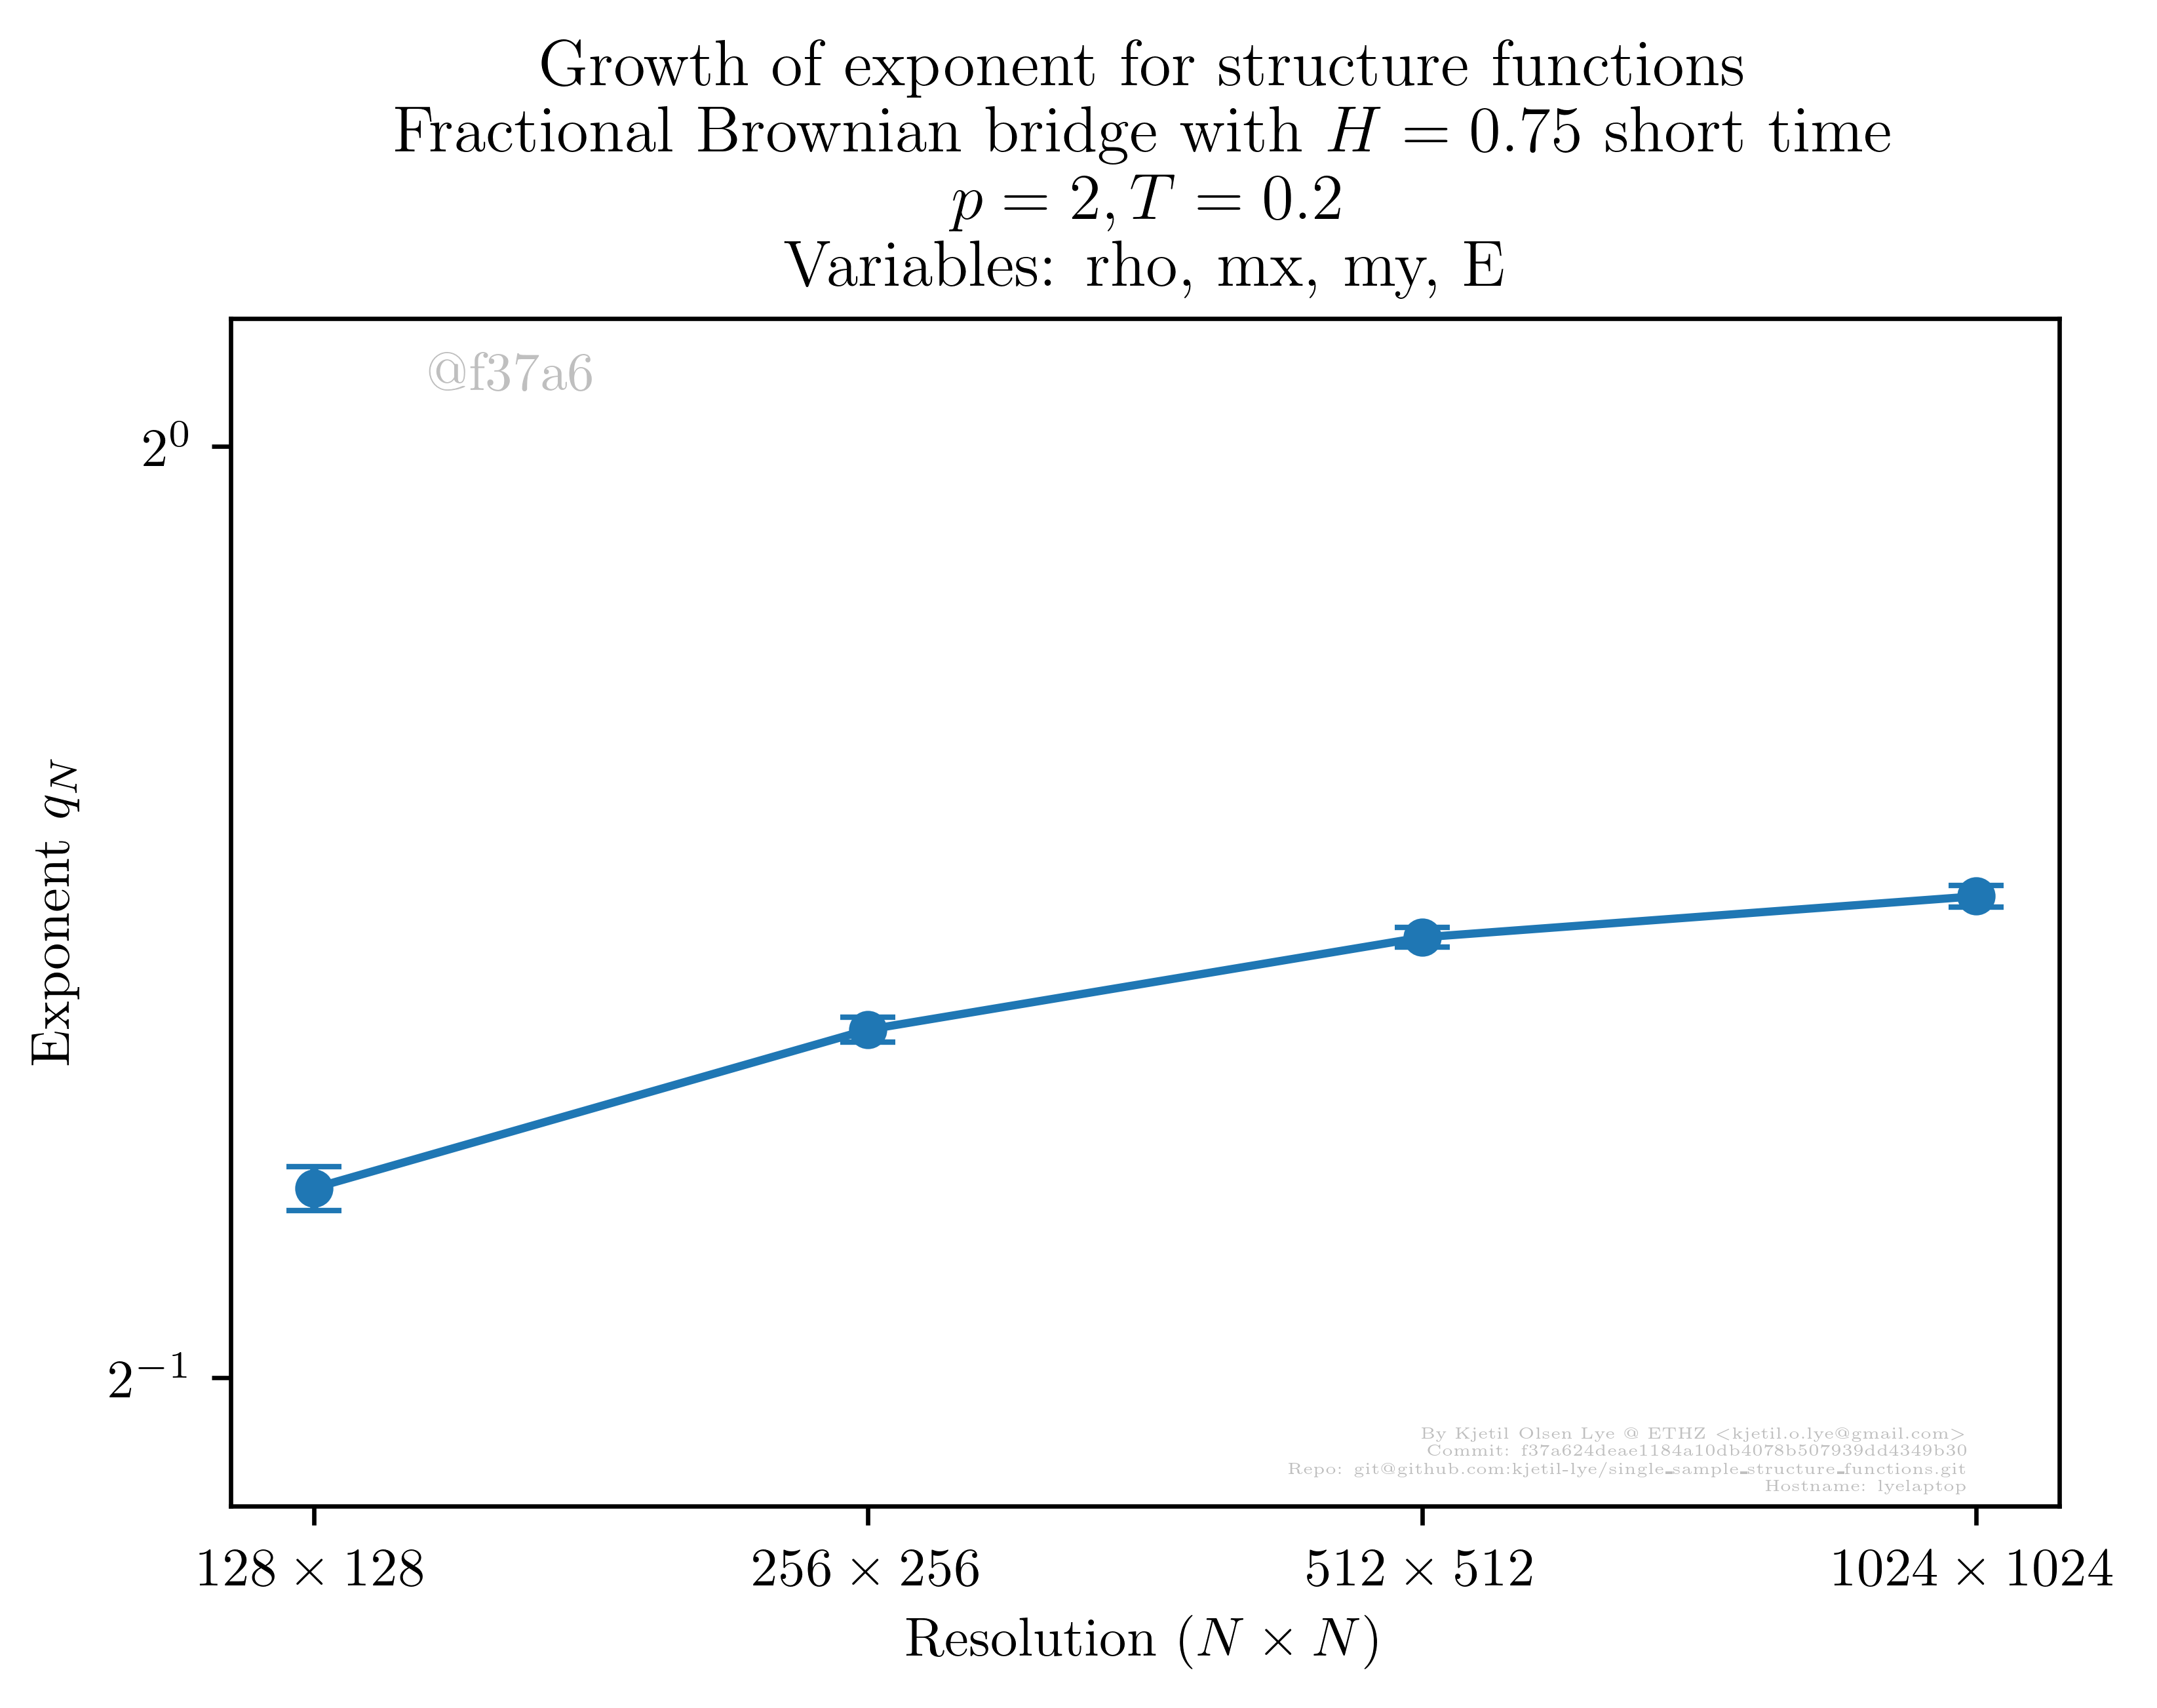 Growth of exponent for structure functions
Fractional Brownian bridge with H = 0.75 short time
p = 2, T = 0.2
Variables: rho, mx, my, E
@f37a6
2⁰
Exponent q_N
2⁻¹
By Kjetil Olsen Lye @ ETHZ <kjetil.o.lye@gmail.com>
Commit: f37a624deae1184a10db4078b507939dd4349b30
Repo: git@github.com:kjetil-lye/single_sample_structure_functions.git
Hostname: lyelaptop
128 × 128 256 × 256 512 × 512 1024 × 1024
Resolution (N × N)